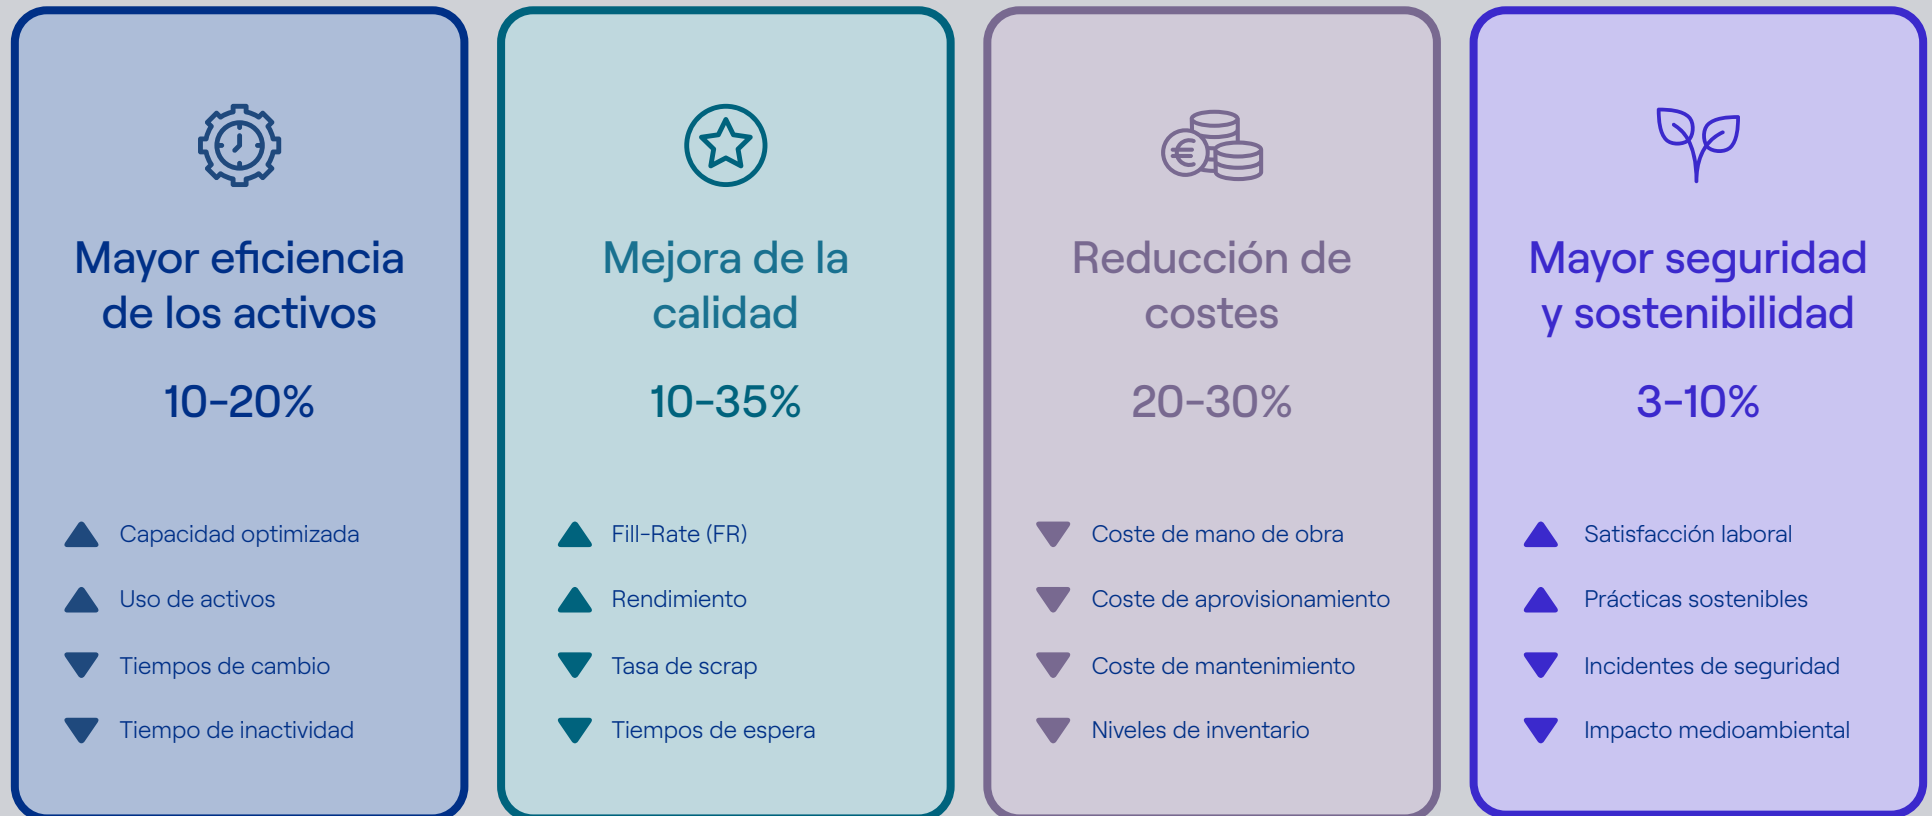 Mayor eficiencia
de los activos
10-20%
Capacidad optimizada
Uso de activos
Tiempos de cambio
Tiempo de inactividad
Mejora de la
calidad
10-35%
Fill-Rate (FR)
Rendimiento
Tasa de scrap
Tiempos de espera
€
Reducción de
costes
20-30%
Coste de mano de obra
Coste de aprovisionamiento
Coste de mantenimiento
Niveles de inventario
Mayor seguridad
y sostenibilidad
3-10%
Satisfacción laboral
Prácticas sostenibles
Incidentes de seguridad
Impacto medioambiental